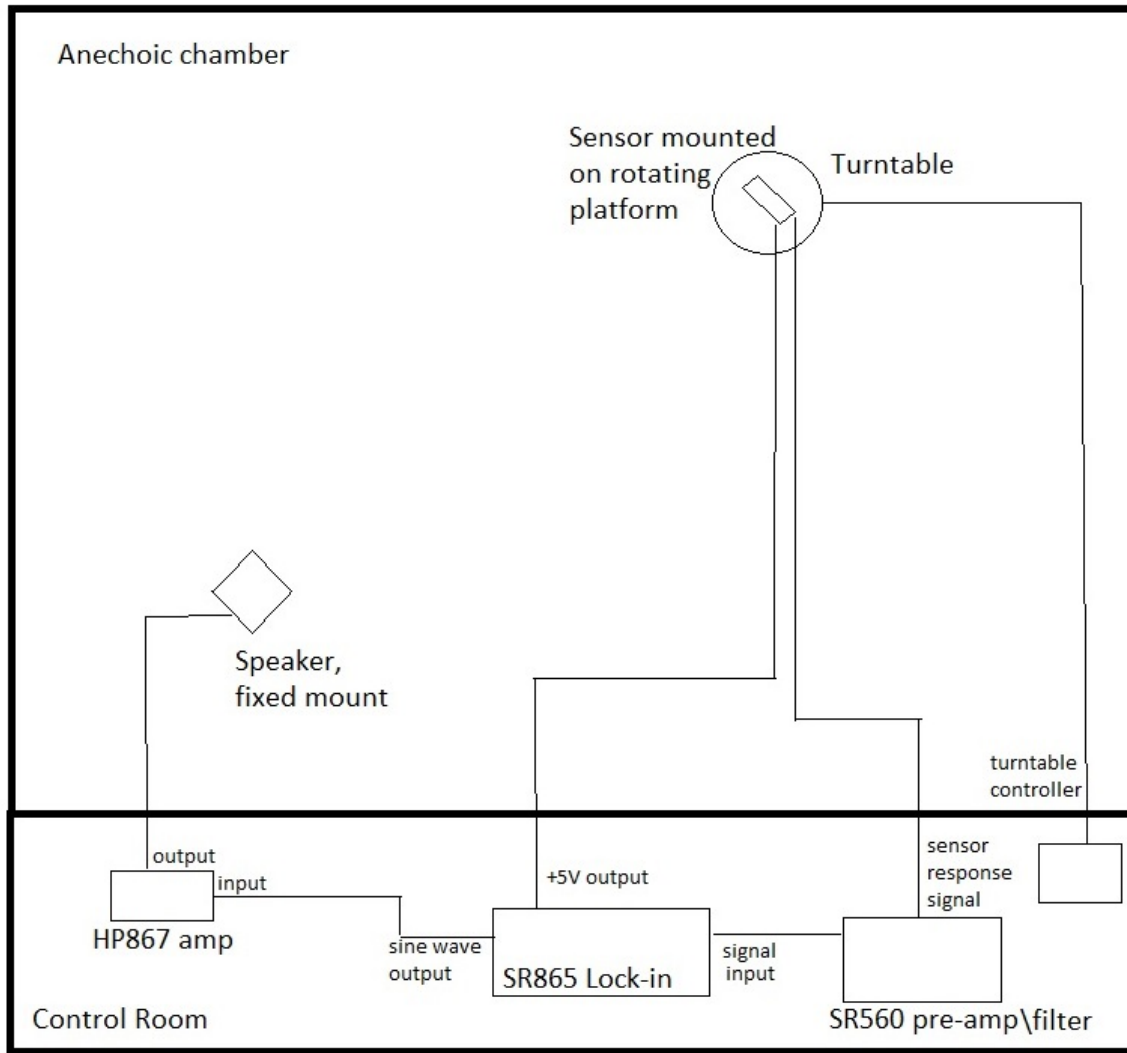 Anechoic chamber
Sensor mounted
on rotating
platform
Turntable
Speaker,
fixed mount
turntable
controller
output
input
HP867 amp
sine wave
output
+5V output
SR865 Lock-in
signal
input
sensor
response
signal
SR560 pre-amp\filter
Control Room